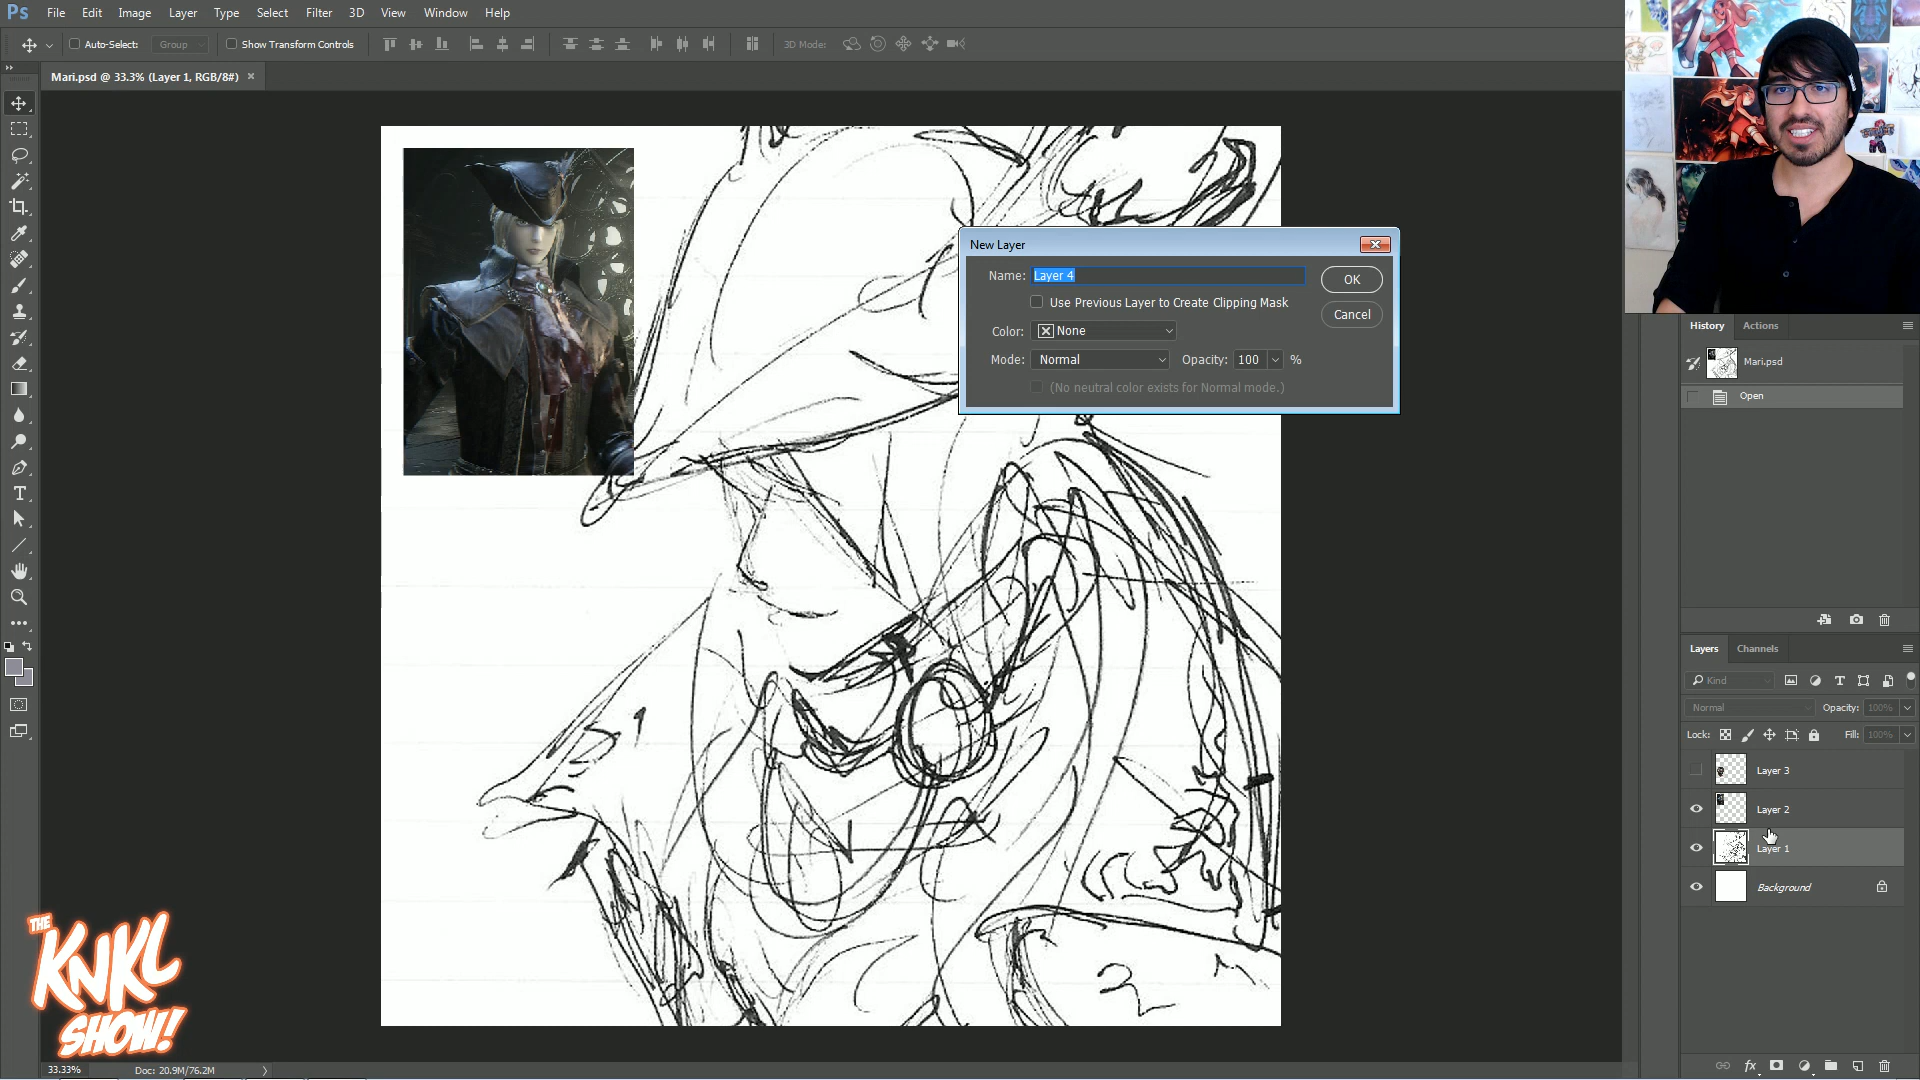 Ps File Edit Image Layer Type Select Filter 3D View Window Help
Auto-Select: Group Show Transform Controls 3D Mode:
Mari.psd @ 33.3% (Layer 1, RGB/8#) ×
New Layer
Name: Layer 4 OK
Use Previous Layer to Create Clipping Mask
Cancel
Color: None
Mode: Normal Opacity: 100 %
(No neutral color exists for Normal mode.)
History Actions
Mari.psd
Open
Layers Channels
Kind
Normal Opacity: 100%
Lock: Fill: 100%
Layer 3
Layer 2
Layer 1
Background
fx
2
THE
KNKL
SHOW!
33.33% Doc: 20.9M/76.2M